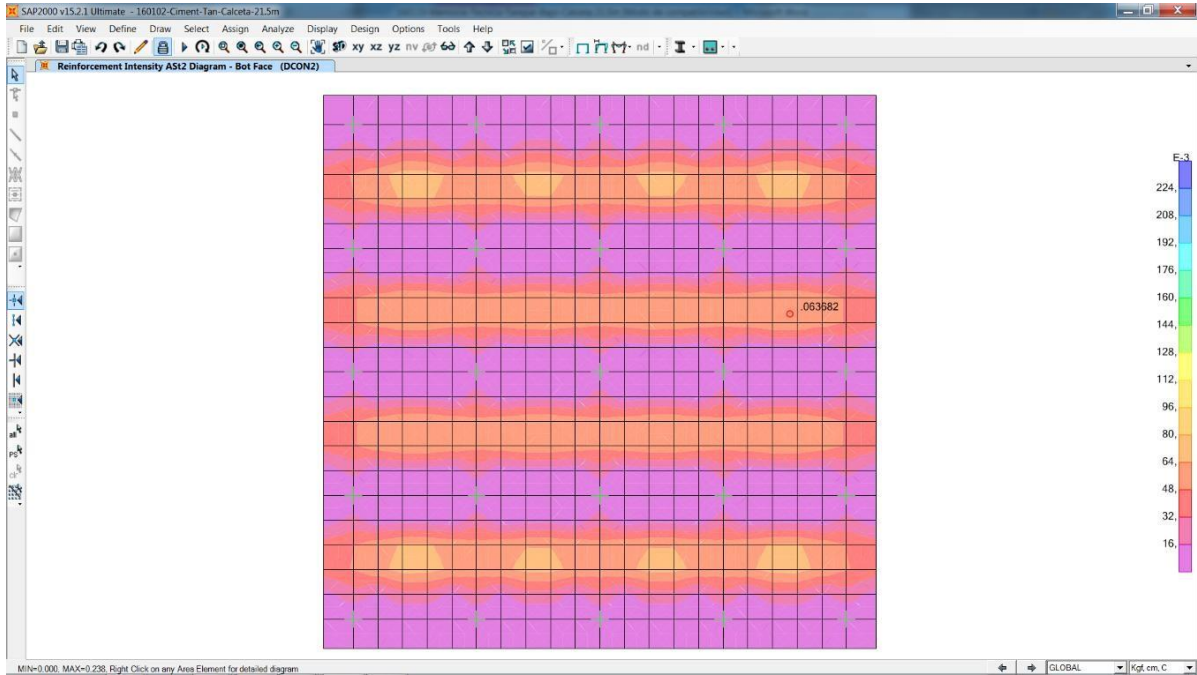 SAP2000 v15.2.1 Ultimate - 160102-Ciment-Tan-Calceta-21.5m
File Edit View Define Draw Select Assign Analyze Display Design Options Tools Help
xy xz yz nv nd
Reinforcement Intensity ASt2 Diagram - Bot Face (DCON2)
E-3
224,
208,
192,
176,
160,
144,
128,
112,
96,
80,
64,
48,
32,
16,
.063682
all
PS
clr
MIN=0.000, MAX=0.238, Right Click on any Area Element for detailed diagram
GLOBAL
Kgf, cm, C